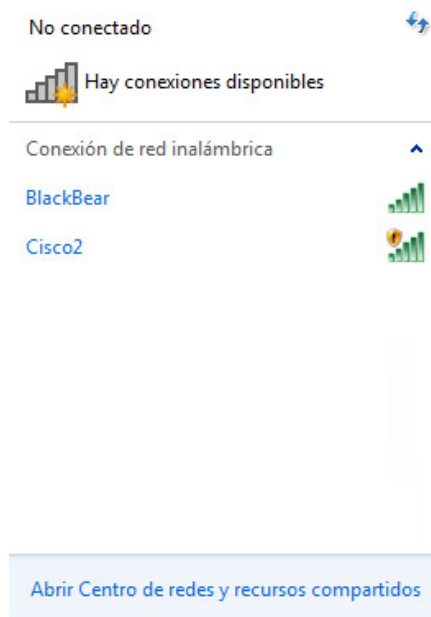 No conectado
Hay conexiones disponibles
Conexión de red inalámbrica
BlackBear
Cisco2
Abrir Centro de redes y recursos compartidos